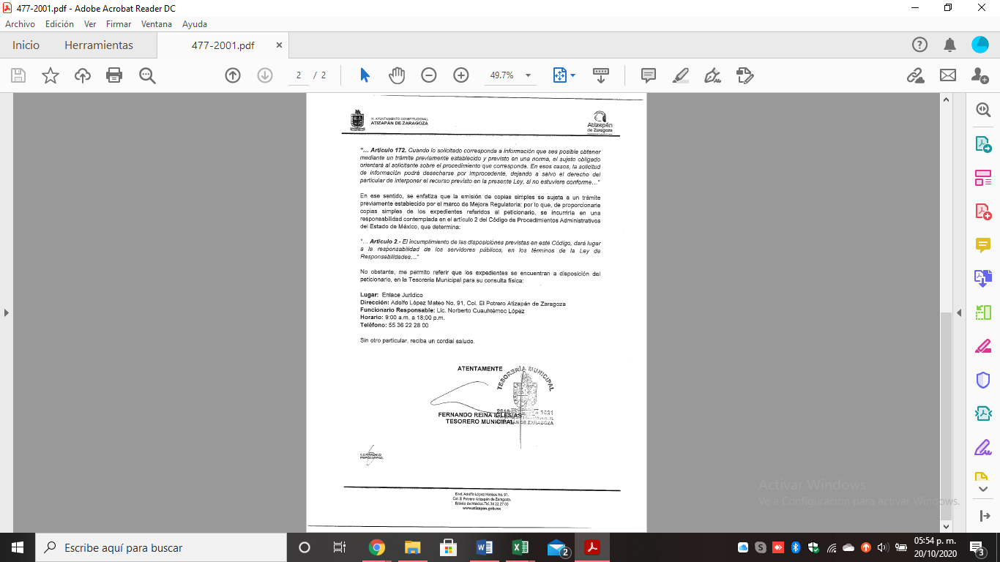 477-2001.pdf - Adobe Acrobat Reader DC
Archivo Edición Ver Firmar Ventana Ayuda
Inicio Herramientas 477-2001.pdf ×
2 / 2 49.7%
H. AYUNTAMIENTO CONSTITUCIONAL
ATIZAPÁN DE ZARAGOZA
Atizapán
de Zaragoza
"... Artículo 172. Cuando lo solicitado corresponda a información que sea posible obtener
mediante un trámite previamente establecido y previsto en una norma, el sujeto obligado
orientará al solicitante sobre el procedimiento que corresponda. En esos casos, la solicitud
de información podrá desecharse por improcedente, dejando a salvo el derecho del
particular de interponer el recurso previsto en la presente Ley, si no estuviere conforme..."
En ese sentido, se enfatiza que la emisión de copias simples se sujeta a un trámite
previamente establecido por el marco de Mejora Regulatoria; por lo que, de proporcionarle
copias simples de los expedientes referidos al peticionario, se incurriría en una
responsabilidad contemplada en el artículo 2 del Código de Procedimientos Administrativos
del Estado de México, que determina:
"... Artículo 2.- El incumplimiento de las disposiciones previstas en este Código, dará lugar
a la responsabilidad de los servidores públicos, en los términos de la Ley de
Responsabilidades..."
No obstante, me permito referir que los expedientes se encuentran a disposición del
peticionario, en la Tesorería Municipal para su consulta física:
Lugar: Enlace Jurídico
Dirección: Adolfo López Mateo No. 91, Col. El Potrero Atizapán de Zaragoza
Funcionario Responsable: Lic. Norberto Cuauhtémoc López
Horario: 9:00 a.m. a 18:00 p.m.
Teléfono: 55 36 22 28 00
Sin otro particular, reciba un cordial saludo.
ATENTAMENTE
TESORERÍA MUNICIPAL
FERNANDO REINA IGLESIAS
TESORERO MUNICIPAL
Blvd. Adolfo López Mateos No. 91,
Col. El Potrero Atizapán de Zaragoza,
Estado de México. Tel. 36 22 27 00
www.atizapan.gob.mx
Activar Windows
Ve a Configuración para activar Windows.
Escribe aquí para buscar
2
05:54 p. m.
20/10/2020
3